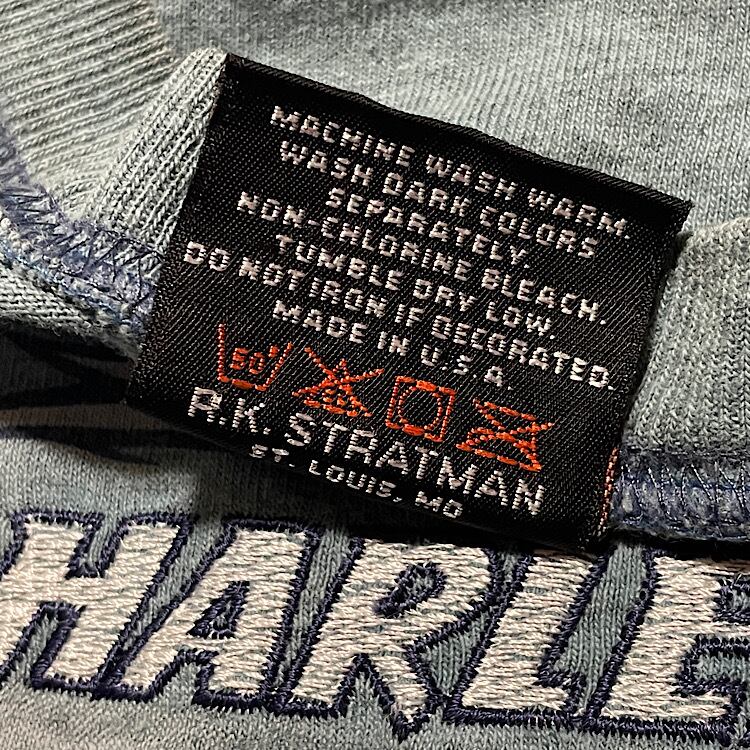 MACHINE WASH WARM.
WASH DARK COLORS
SEPARATELY.
NON-CHLORINE BLEACH.
TUMBLE DRY LOW.
DO NOT IRON IF DECORATED.
MADE IN U.S.A.
50°
R.K. STRATMAN
ST. LOUIS, MO
HARLE